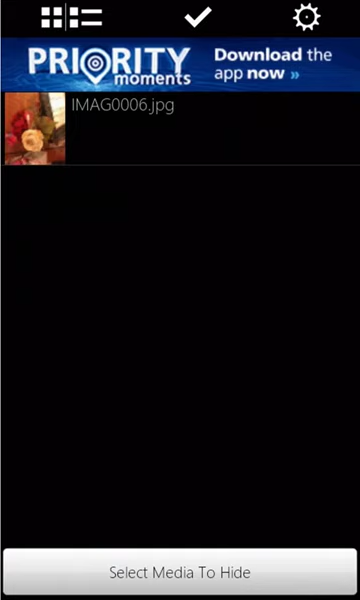 PRIORITY
moments
Download the
app now »
IMAG0006.jpg
Select Media To Hide